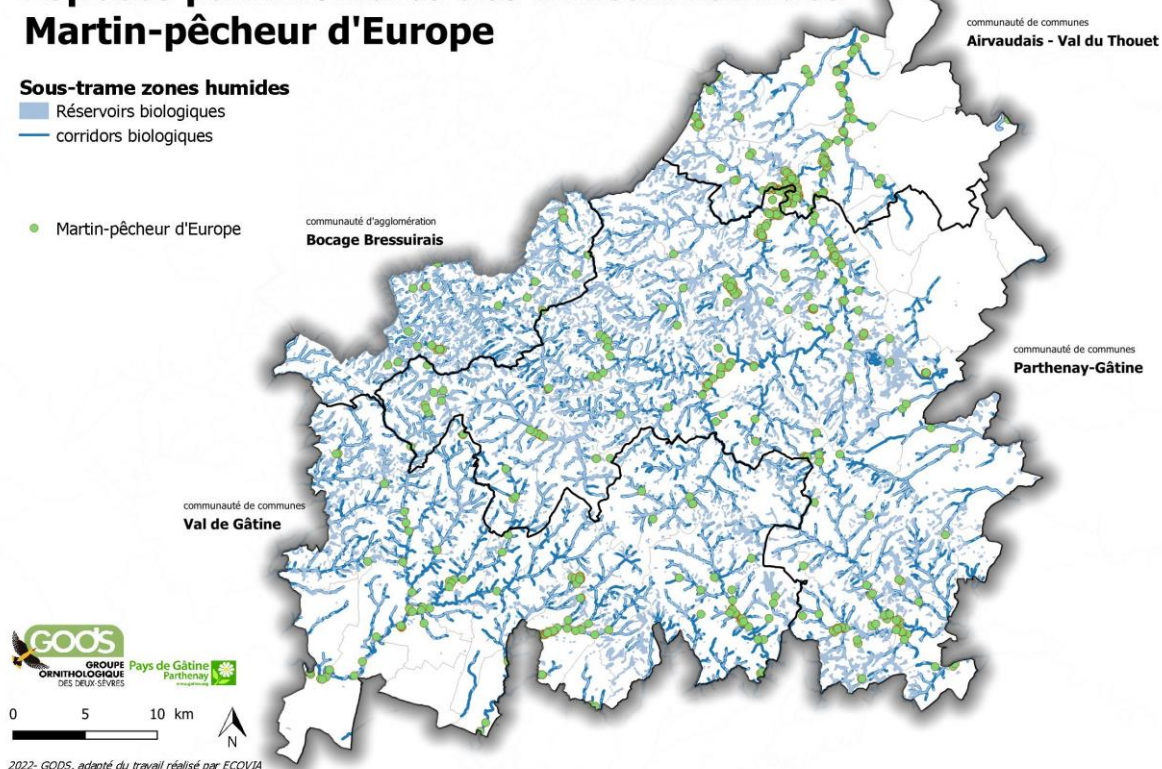 Martin-pêcheur d'Europe
Sous-trame zones humides
Réservoirs biologiques
corridors biologiques
Martin-pêcheur d'Europe
communauté de communes
Airvaudais - Val du Thouet
communauté d'agglomération
Bocage Bressuirais
communauté de communes
Parthenay-Gâtine
communauté de communes
Val de Gâtine
GODS
GROUPE
ORNITHOLOGIQUE
DES DEUX-SÈVRES
Pays de Gâtine
Parthenay
www.gatine.org
0 5 10 km
N
2022- GODS, adapté du travail réalisé par ECOVIA